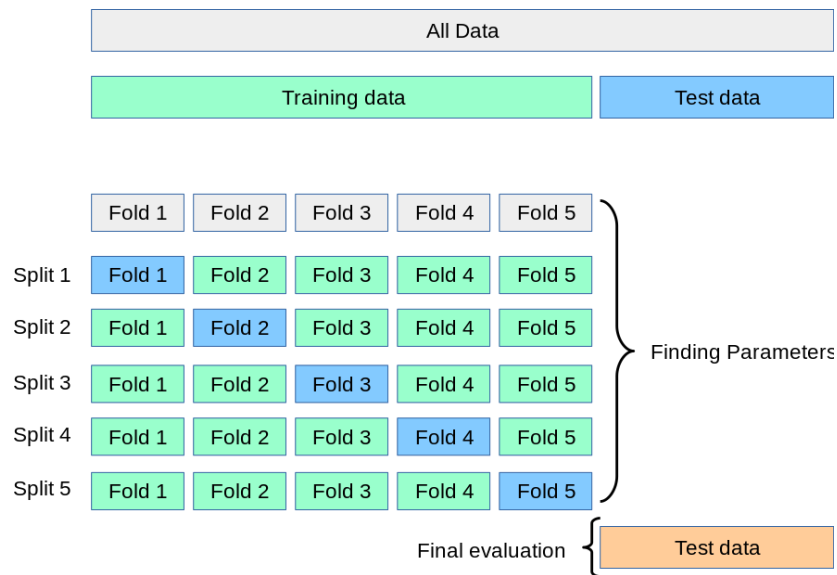 All Data
Training data Test data
Fold 1 Fold 2 Fold 3 Fold 4 Fold 5
Split 1 Fold 1 Fold 2 Fold 3 Fold 4 Fold 5
Split 2 Fold 1 Fold 2 Fold 3 Fold 4 Fold 5
Finding Parameters
Split 3 Fold 1 Fold 2 Fold 3 Fold 4 Fold 5
Split 4 Fold 1 Fold 2 Fold 3 Fold 4 Fold 5
Split 5 Fold 1 Fold 2 Fold 3 Fold 4 Fold 5
Final evaluation Test data